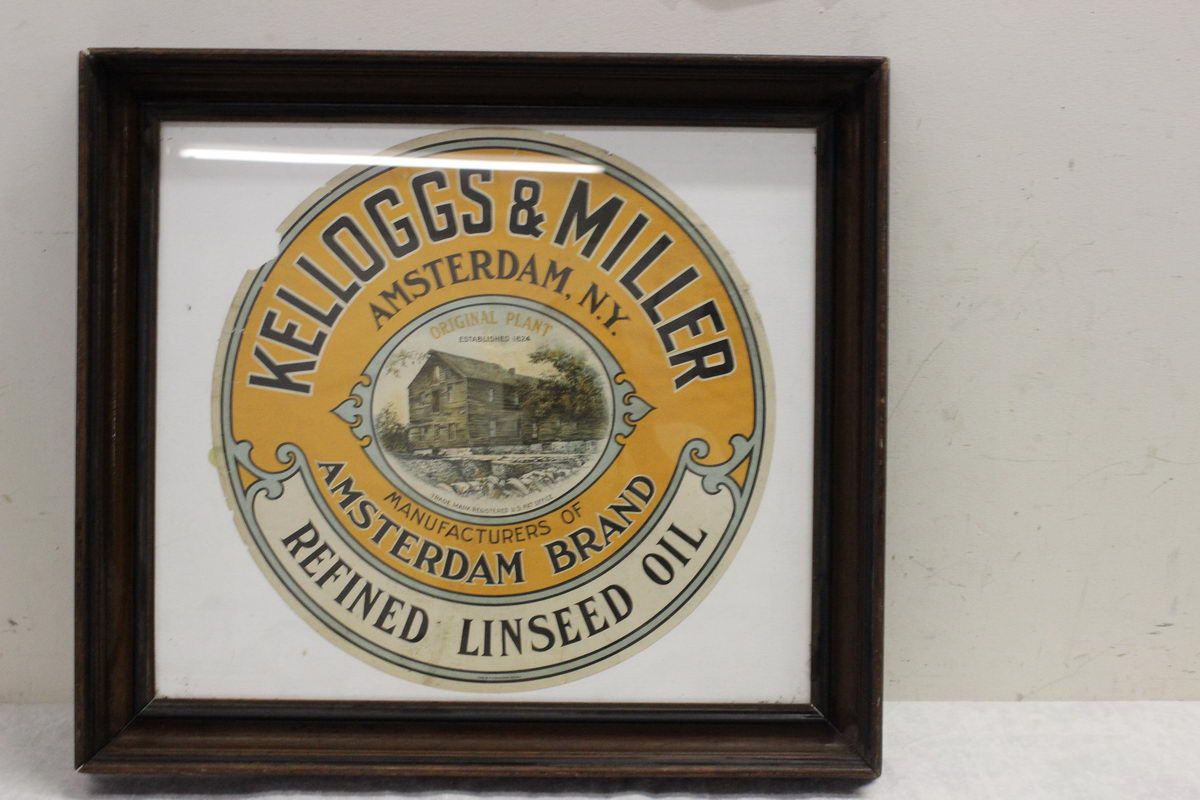 KELLOGGS & MILLER
AMSTERDAM, N.Y.
ORIGINAL PLANT
ESTABLISHED 1824
TRADE MARK REGISTERED U.S. PAT. OFFICE
MANUFACTURERS OF
AMSTERDAM BRAND
REFINED LINSEED OIL